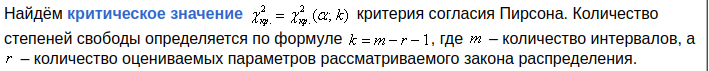 Найдём критическое значение χ²кр. = χ²кр.(α; k) критерия согласия Пирсона. Количество
степеней свободы определяется по формуле k = m − r − 1, где m – количество интервалов, а
r – количество оцениваемых параметров рассматриваемого закона распределения.